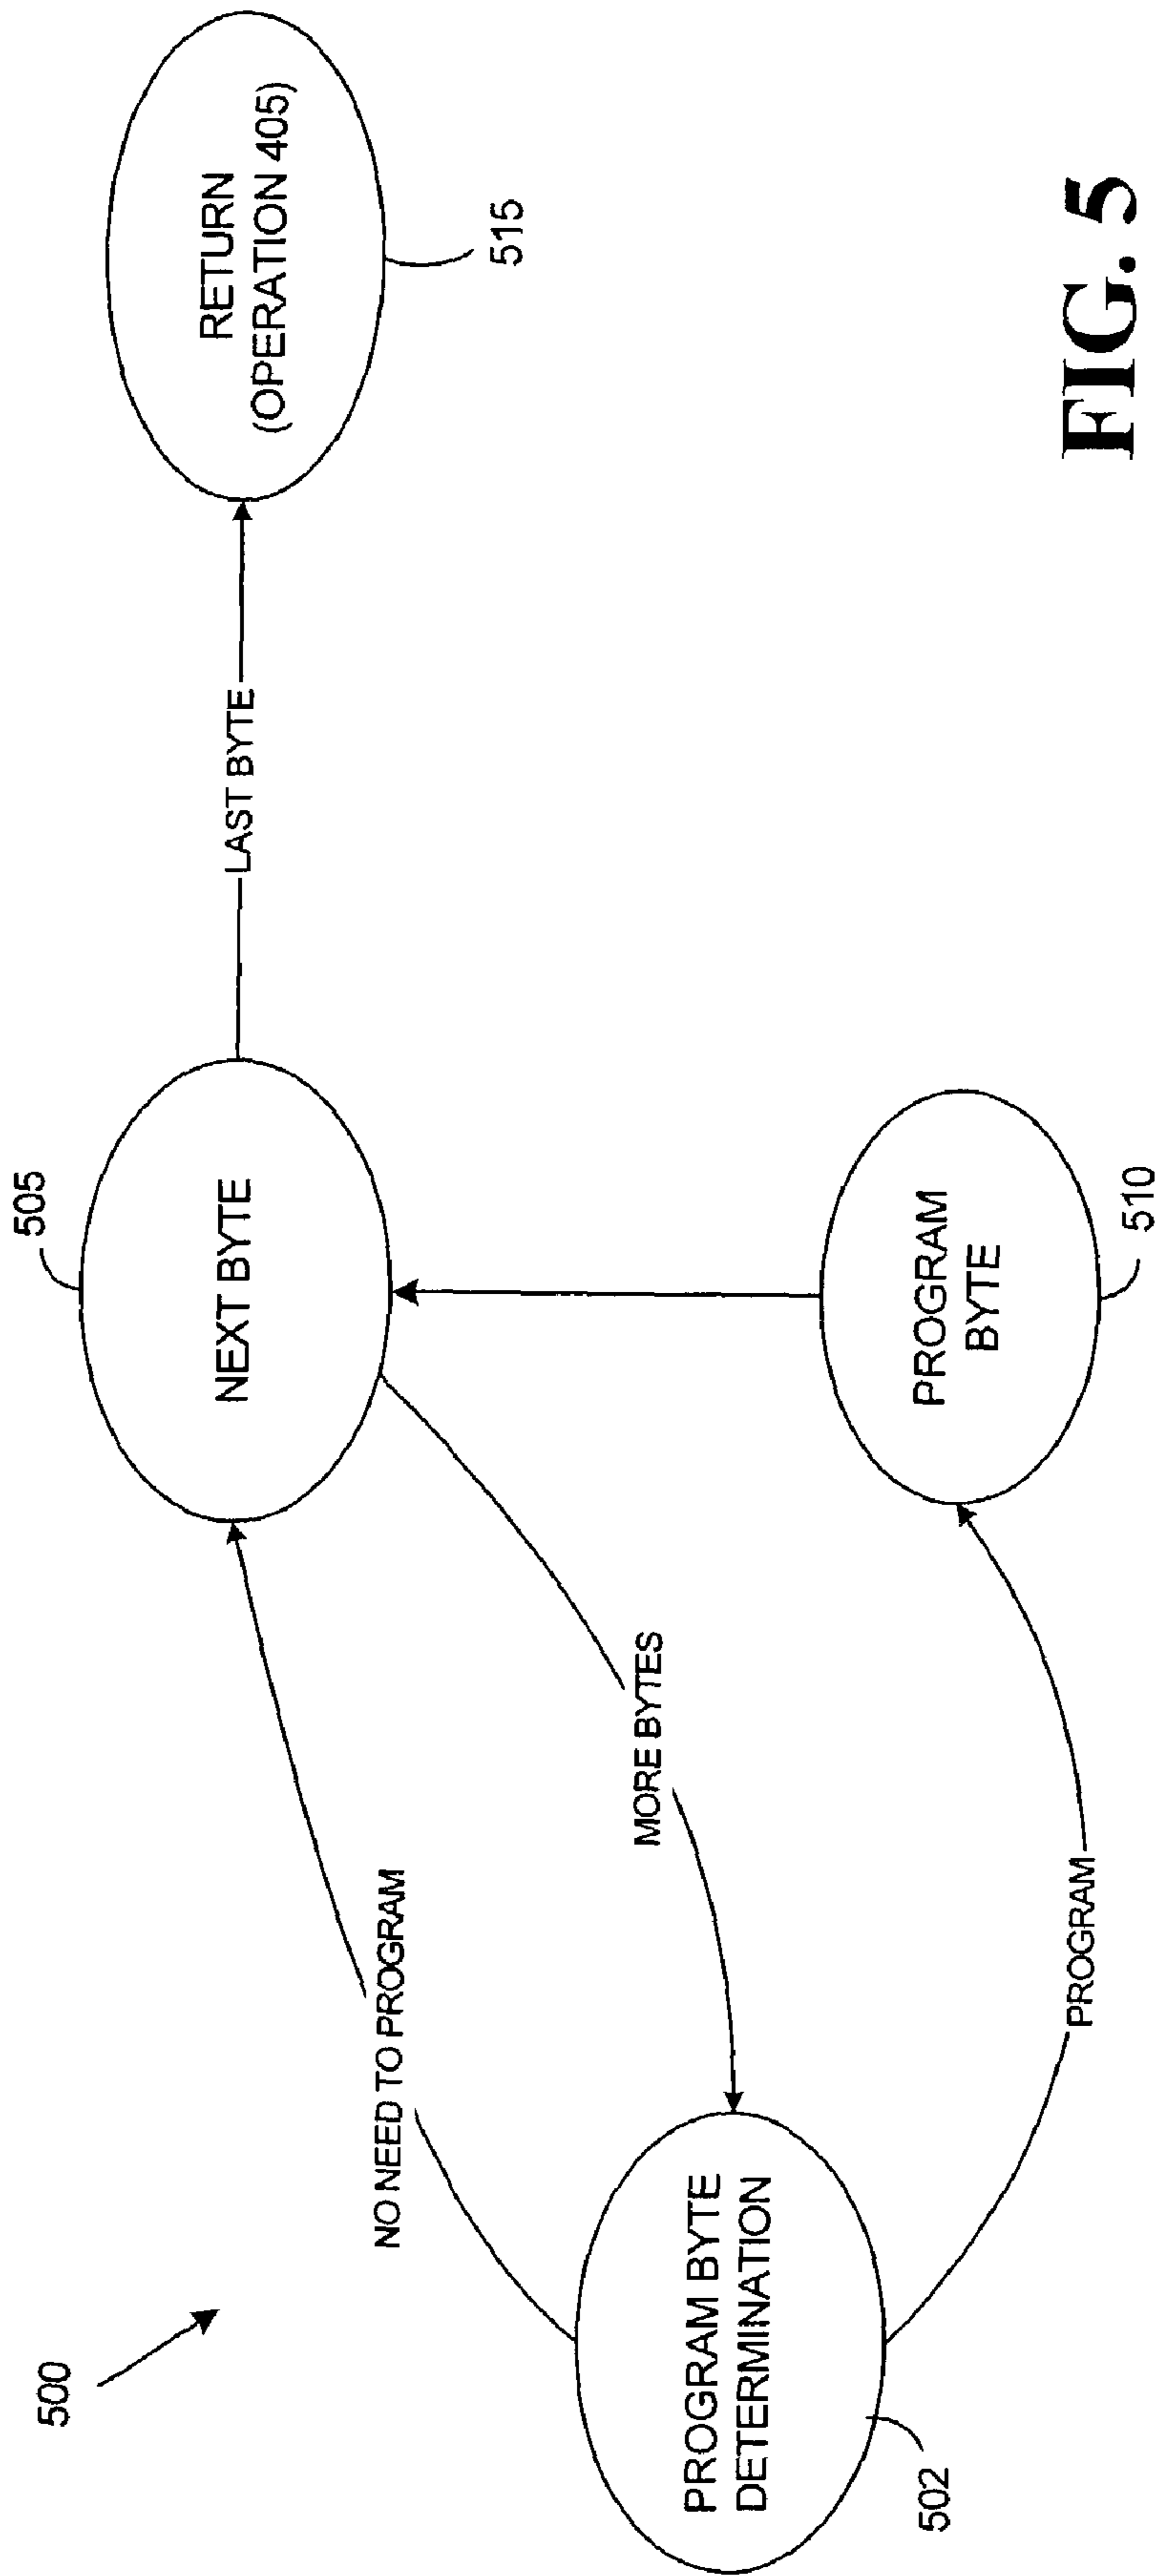 500
505
NEXT BYTE
LAST BYTE
RETURN
(OPERATION 405)
515
NO NEED TO PROGRAM
MORE BYTES
PROGRAM BYTE
DETERMINATION
502
PROGRAM
PROGRAM
BYTE
510
FIG. 5